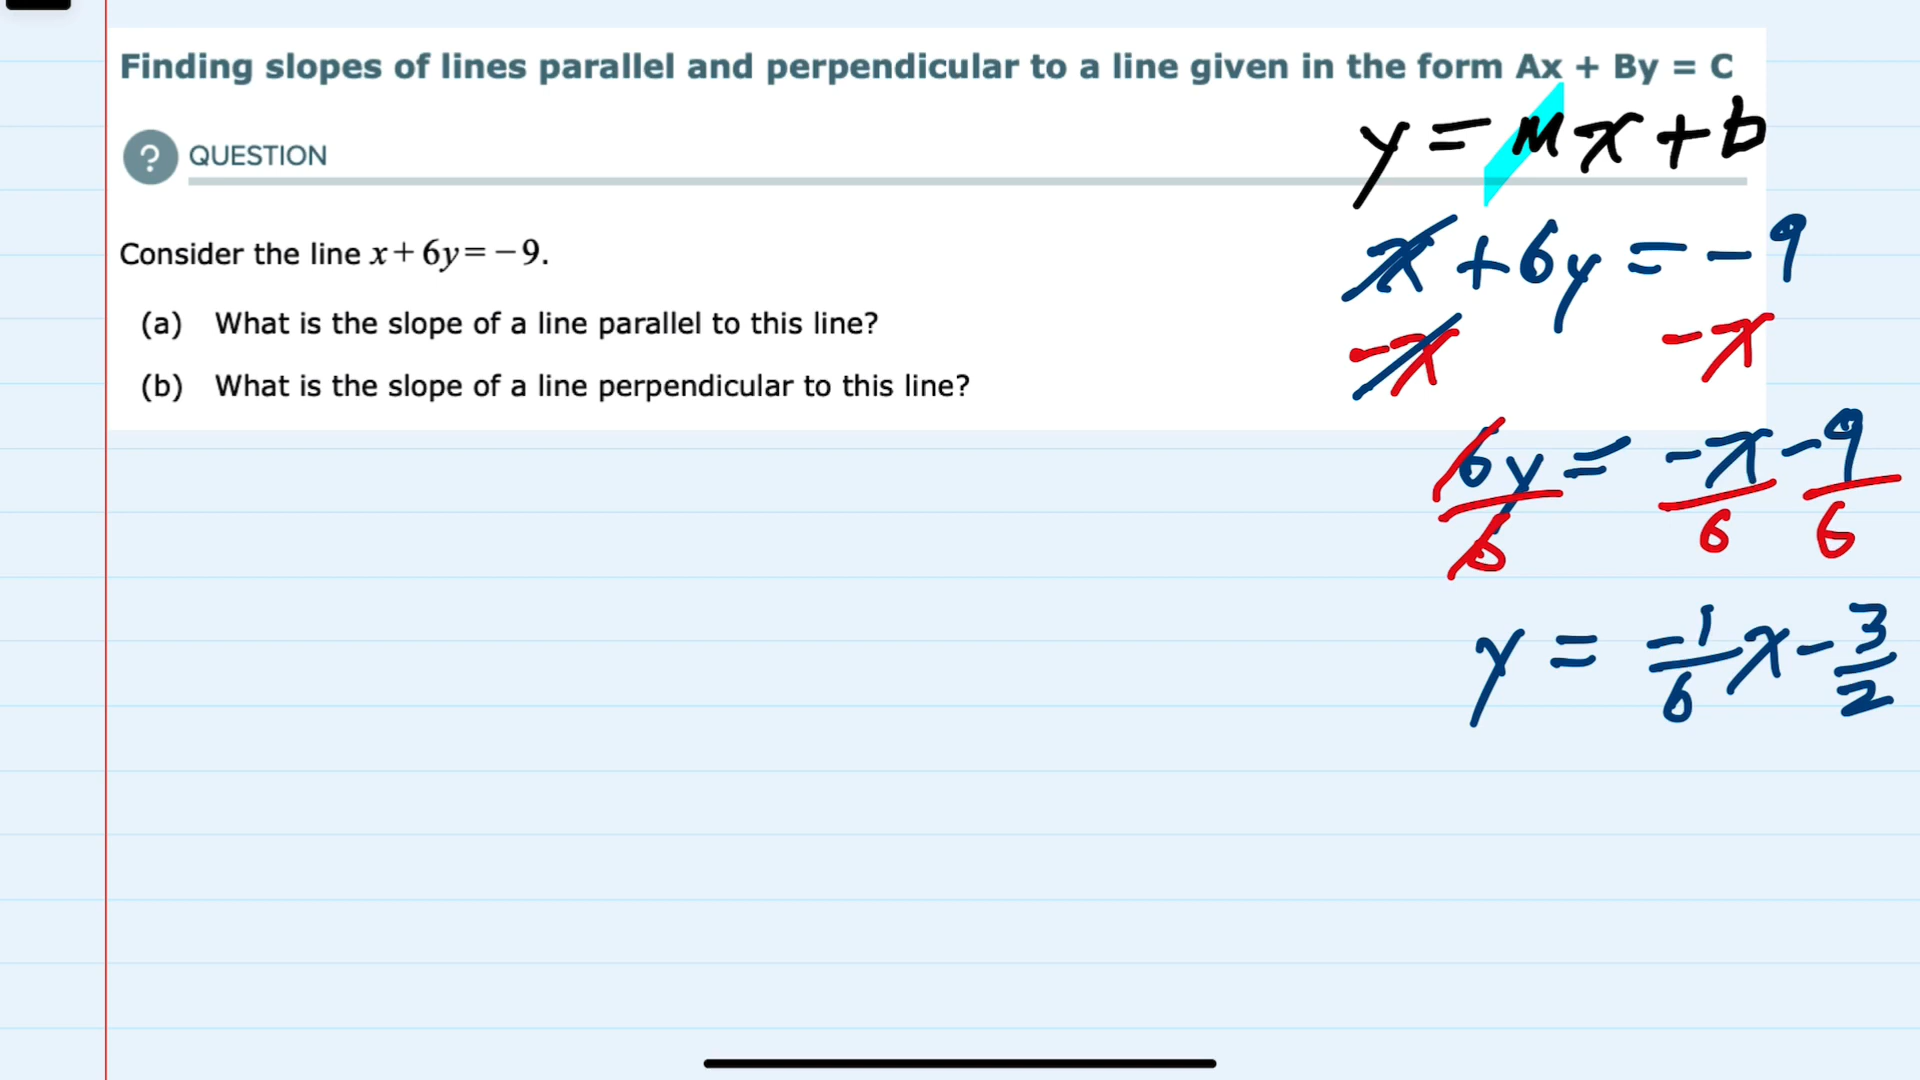 Finding slopes of lines parallel and perpendicular to a line given in the form Ax + By = C
y = mx + b
? QUESTION
Consider the line x + 6y = −9.
x + 6y = -9
(a) What is the slope of a line parallel to this line?
-x -x
(b) What is the slope of a line perpendicular to this line?
6y = -x - 9
6 6 6
y = -1/6 x - 3/2